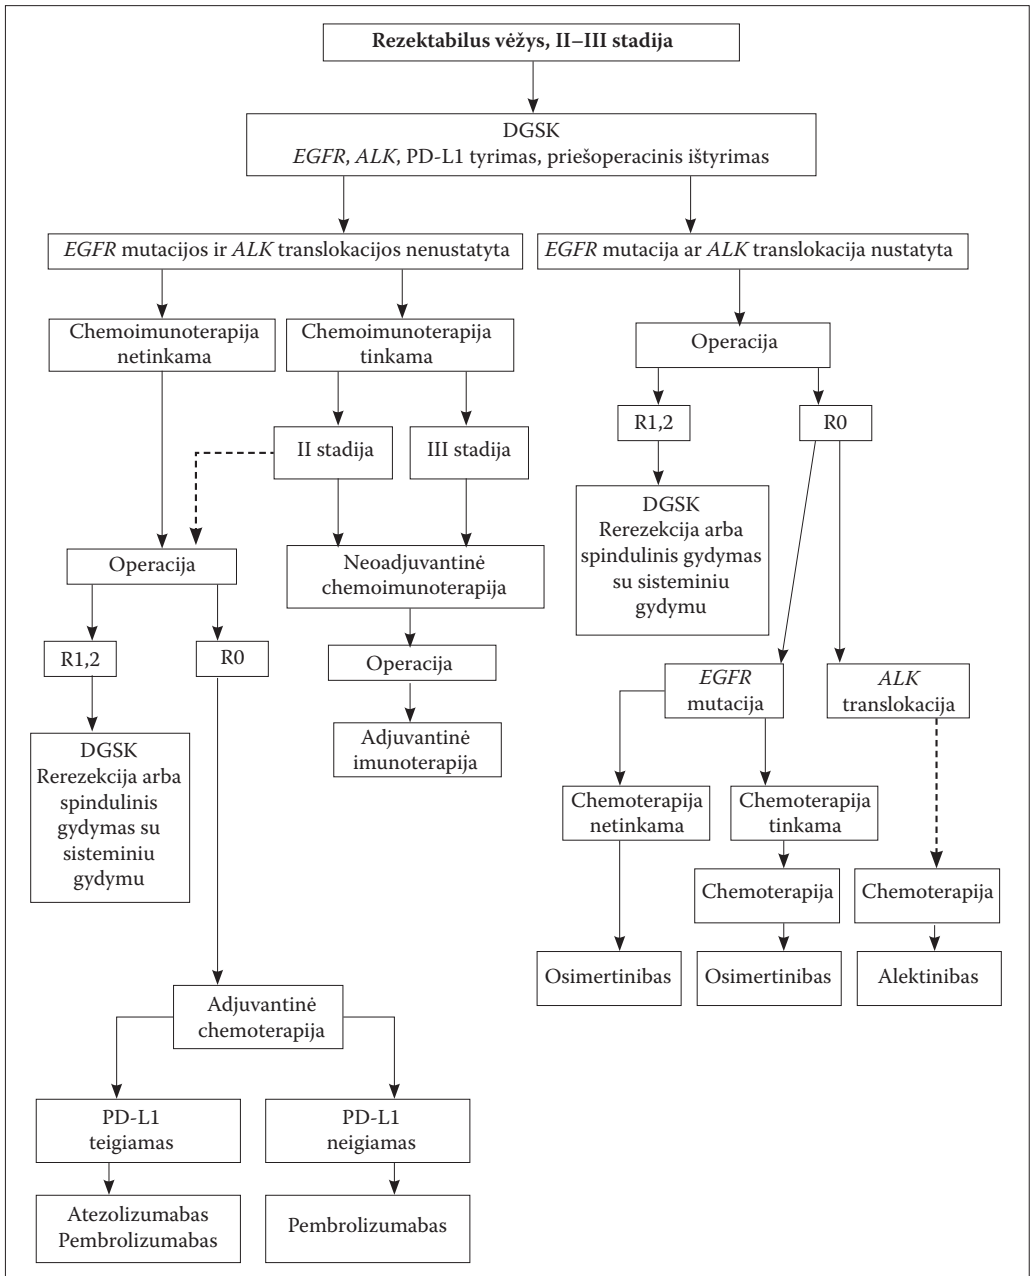 Rezektabilus vėžys, II–III stadija
DGSK
EGFR, ALK, PD-L1 tyrimas, priešoperacinis ištyrimas
EGFR mutacijos ir ALK translokacijos nenustatyta
EGFR mutacija ar ALK translokacija nustatyta
Chemoimunoterapija
netinkama
Chemoimunoterapija
tinkama
Operacija
R1,2
R0
II stadija
III stadija
DGSK
Rerezekcija arba
spindulinis gydymas
su sisteminiu
gydymu
Operacija
Neoadjuvantinė
chemoimunoterapija
R1,2
R0
Operacija
EGFR
mutacija
ALK
translokacija
DGSK
Rerezekcija arba
spindulinis
gydymas su
sisteminiu
gydymu
Adjuvantinė
imunoterapija
Chemoterapija
netinkama
Chemoterapija
tinkama
Chemoterapija
Chemoterapija
Osimertinibas
Osimertinibas
Alektinibas
Adjuvantinė
chemoterapija
PD-L1
teigiamas
PD-L1
neigiamas
Atezolizumabas
Pembrolizumabas
Pembrolizumabas